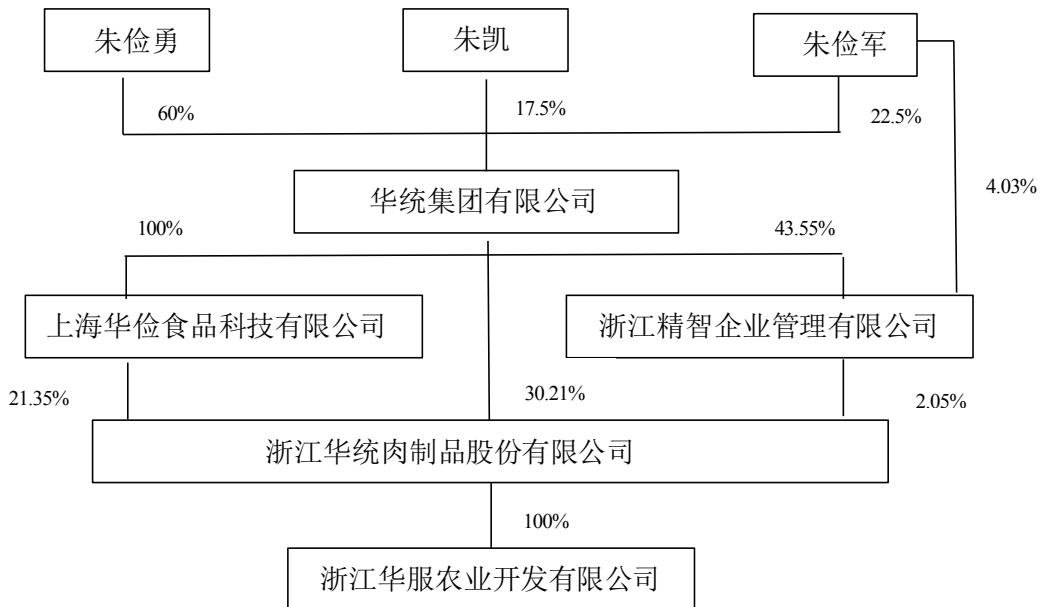 朱俭勇
朱凯
朱俭军
60%
17.5%
22.5%
4.03%
华统集团有限公司
100%
43.55%
上海华俭食品科技有限公司
浙江精智企业管理有限公司
21.35%
30.21%
2.05%
浙江华统肉制品股份有限公司
100%
浙江华服农业开发有限公司